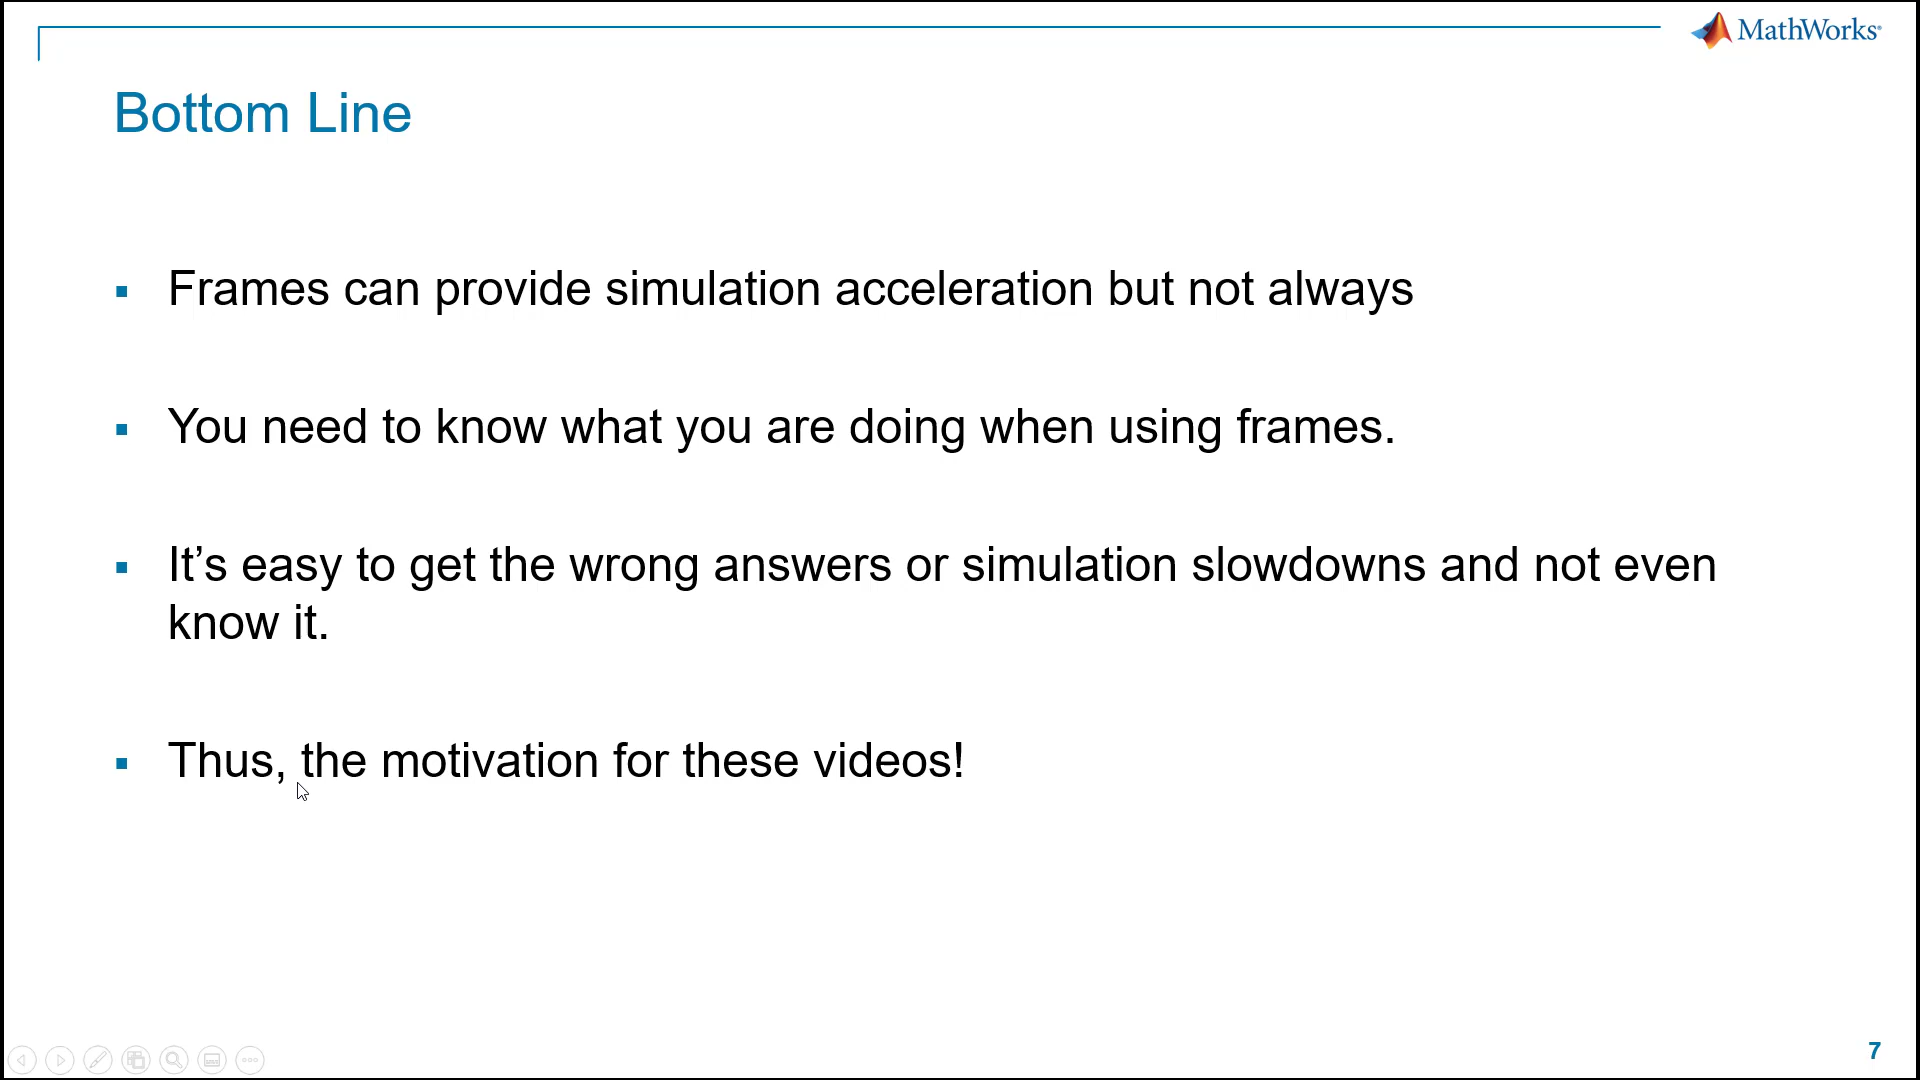 MathWorks®
Bottom Line
▪ Frames can provide simulation acceleration but not always
▪ You need to know what you are doing when using frames.
▪ It’s easy to get the wrong answers or simulation slowdowns and not even
know it.
▪ Thus, the motivation for these videos!
7